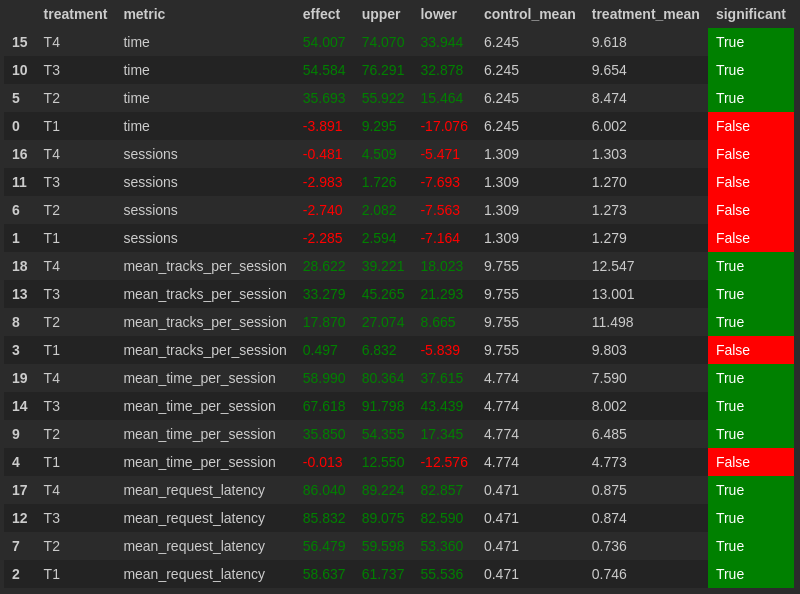 treatment metric effect upper lower control_mean treatment_mean significant
15 T4 time 54.007 74.070 33.944 6.245 9.618 True
10 T3 time 54.584 76.291 32.878 6.245 9.654 True
5 T2 time 35.693 55.922 15.464 6.245 8.474 True
0 T1 time -3.891 9.295 -17.076 6.245 6.002 False
16 T4 sessions -0.481 4.509 -5.471 1.309 1.303 False
11 T3 sessions -2.983 1.726 -7.693 1.309 1.270 False
6 T2 sessions -2.740 2.082 -7.563 1.309 1.273 False
1 T1 sessions -2.285 2.594 -7.164 1.309 1.279 False
18 T4 mean_tracks_per_session 28.622 39.221 18.023 9.755 12.547 True
13 T3 mean_tracks_per_session 33.279 45.265 21.293 9.755 13.001 True
8 T2 mean_tracks_per_session 17.870 27.074 8.665 9.755 11.498 True
3 T1 mean_tracks_per_session 0.497 6.832 -5.839 9.755 9.803 False
19 T4 mean_time_per_session 58.990 80.364 37.615 4.774 7.590 True
14 T3 mean_time_per_session 67.618 91.798 43.439 4.774 8.002 True
9 T2 mean_time_per_session 35.850 54.355 17.345 4.774 6.485 True
4 T1 mean_time_per_session -0.013 12.550 -12.576 4.774 4.773 False
17 T4 mean_request_latency 86.040 89.224 82.857 0.471 0.875 True
12 T3 mean_request_latency 85.832 89.075 82.590 0.471 0.874 True
7 T2 mean_request_latency 56.479 59.598 53.360 0.471 0.736 True
2 T1 mean_request_latency 58.637 61.737 55.536 0.471 0.746 True